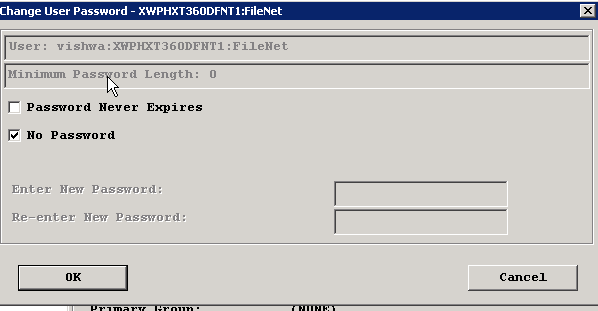 Change User Password - XWPHXT360DFNT1:FileNet
User: vishwa:XWPHXT360DFNT1:FileNet
Minimum Password Length: 0
Password Never Expires
No Password
Enter New Password:
Re-enter New Password:
OK Cancel
Primary Group: (NONE)